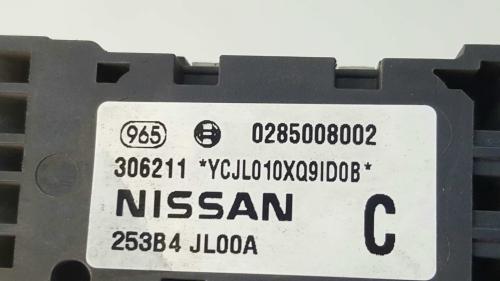 965 0285008002
306211 *YCJL010XQ9ID0B*
NISSAN C
253B4 JL00A